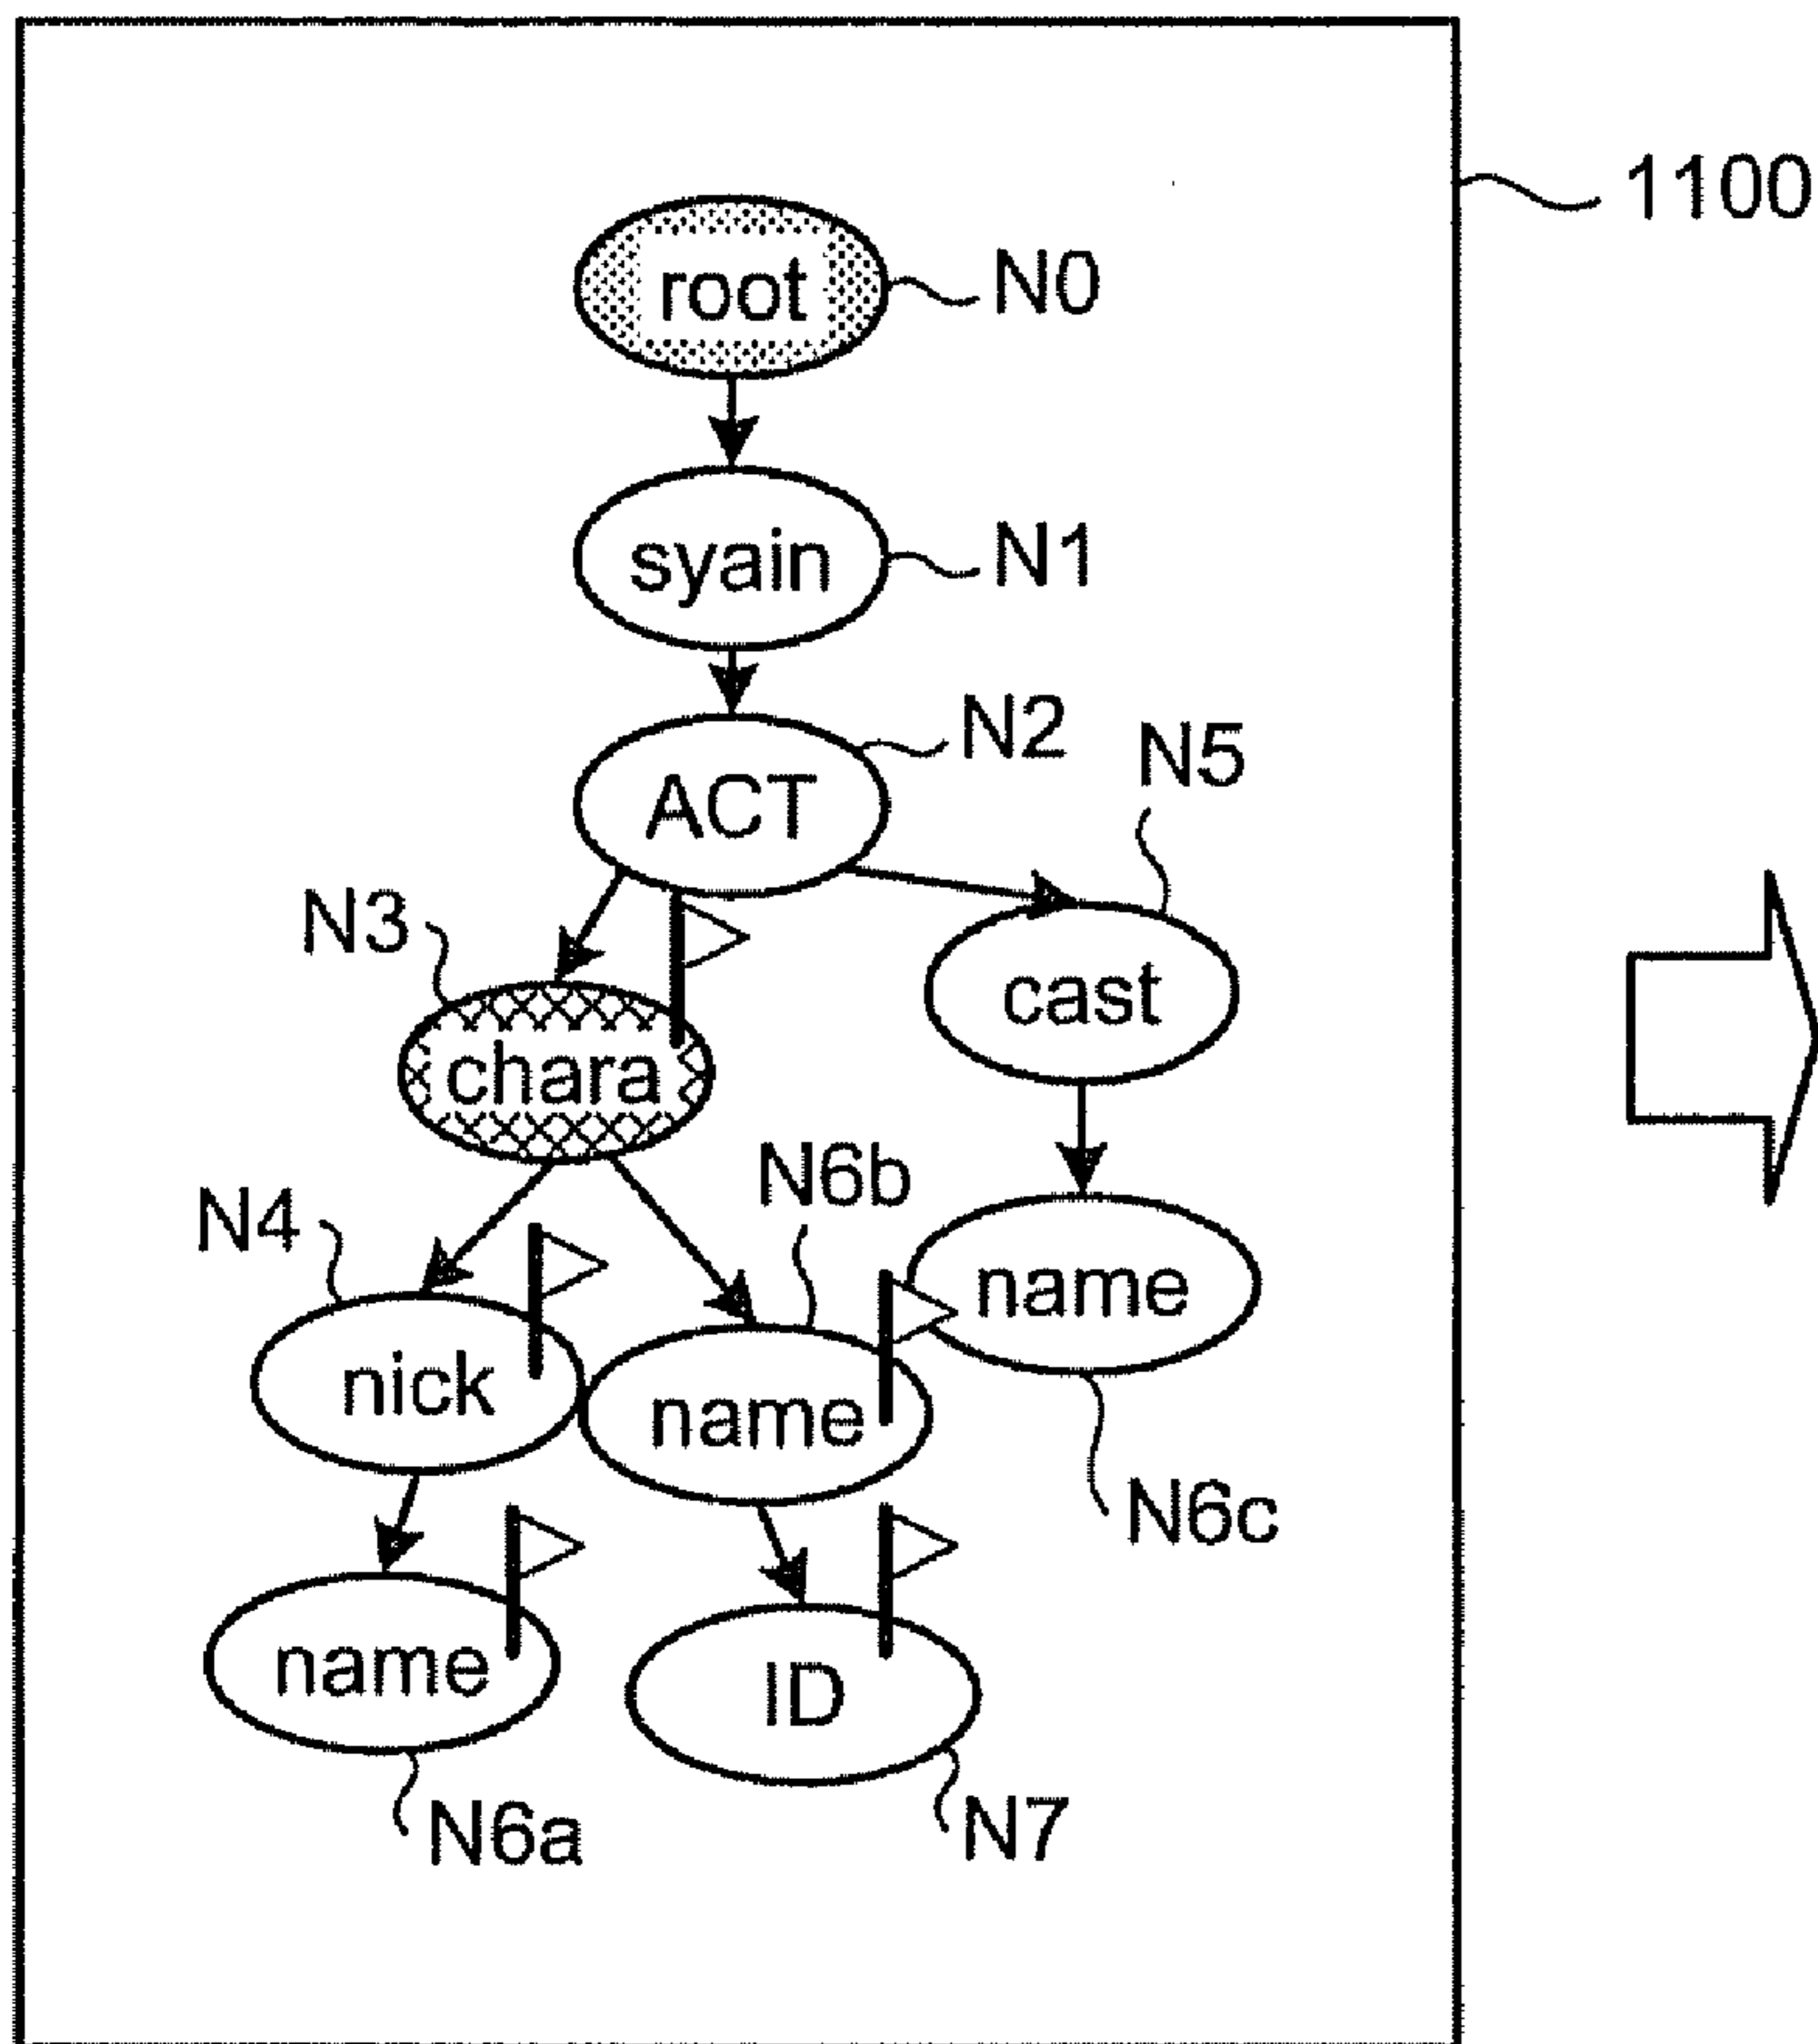 1100
root N0
syain N1
N2
ACT
N5
N3
cast
chara
N6b
N4
name
nick
name
N6c
name
ID
N6a
N7